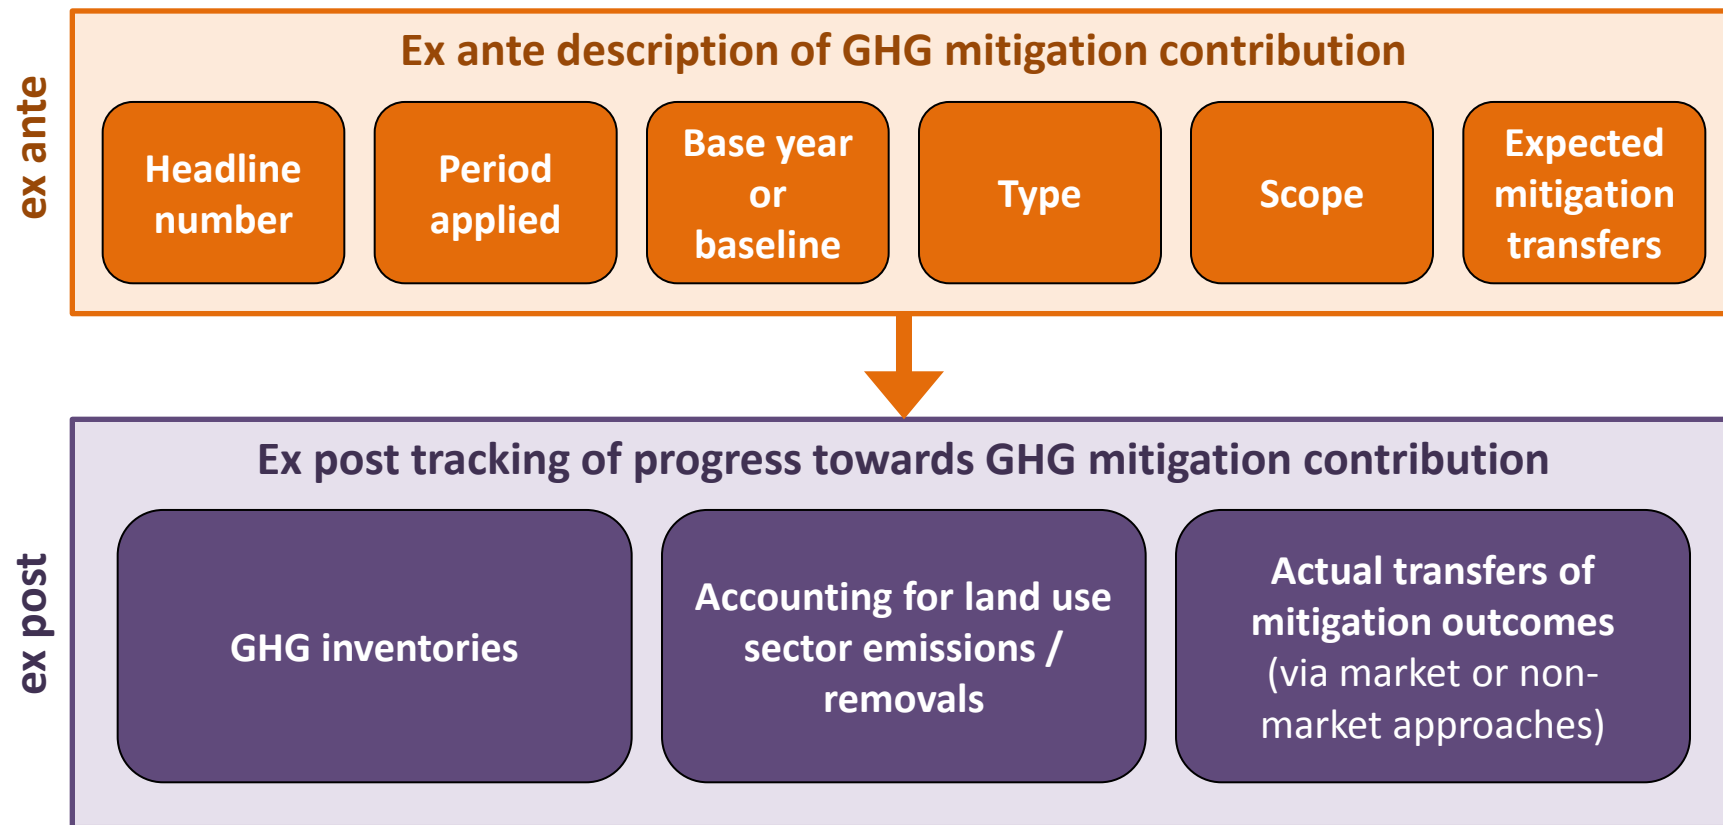 ex ante
Ex ante description of GHG mitigation contribution
Headline
number
Period
applied
Base year
or
baseline
Type
Scope
Expected
mitigation
transfers
ex post
Ex post tracking of progress towards GHG mitigation contribution
GHG inventories
Accounting for land use
sector emissions /
removals
Actual transfers of
mitigation outcomes
(via market or non-
market approaches)